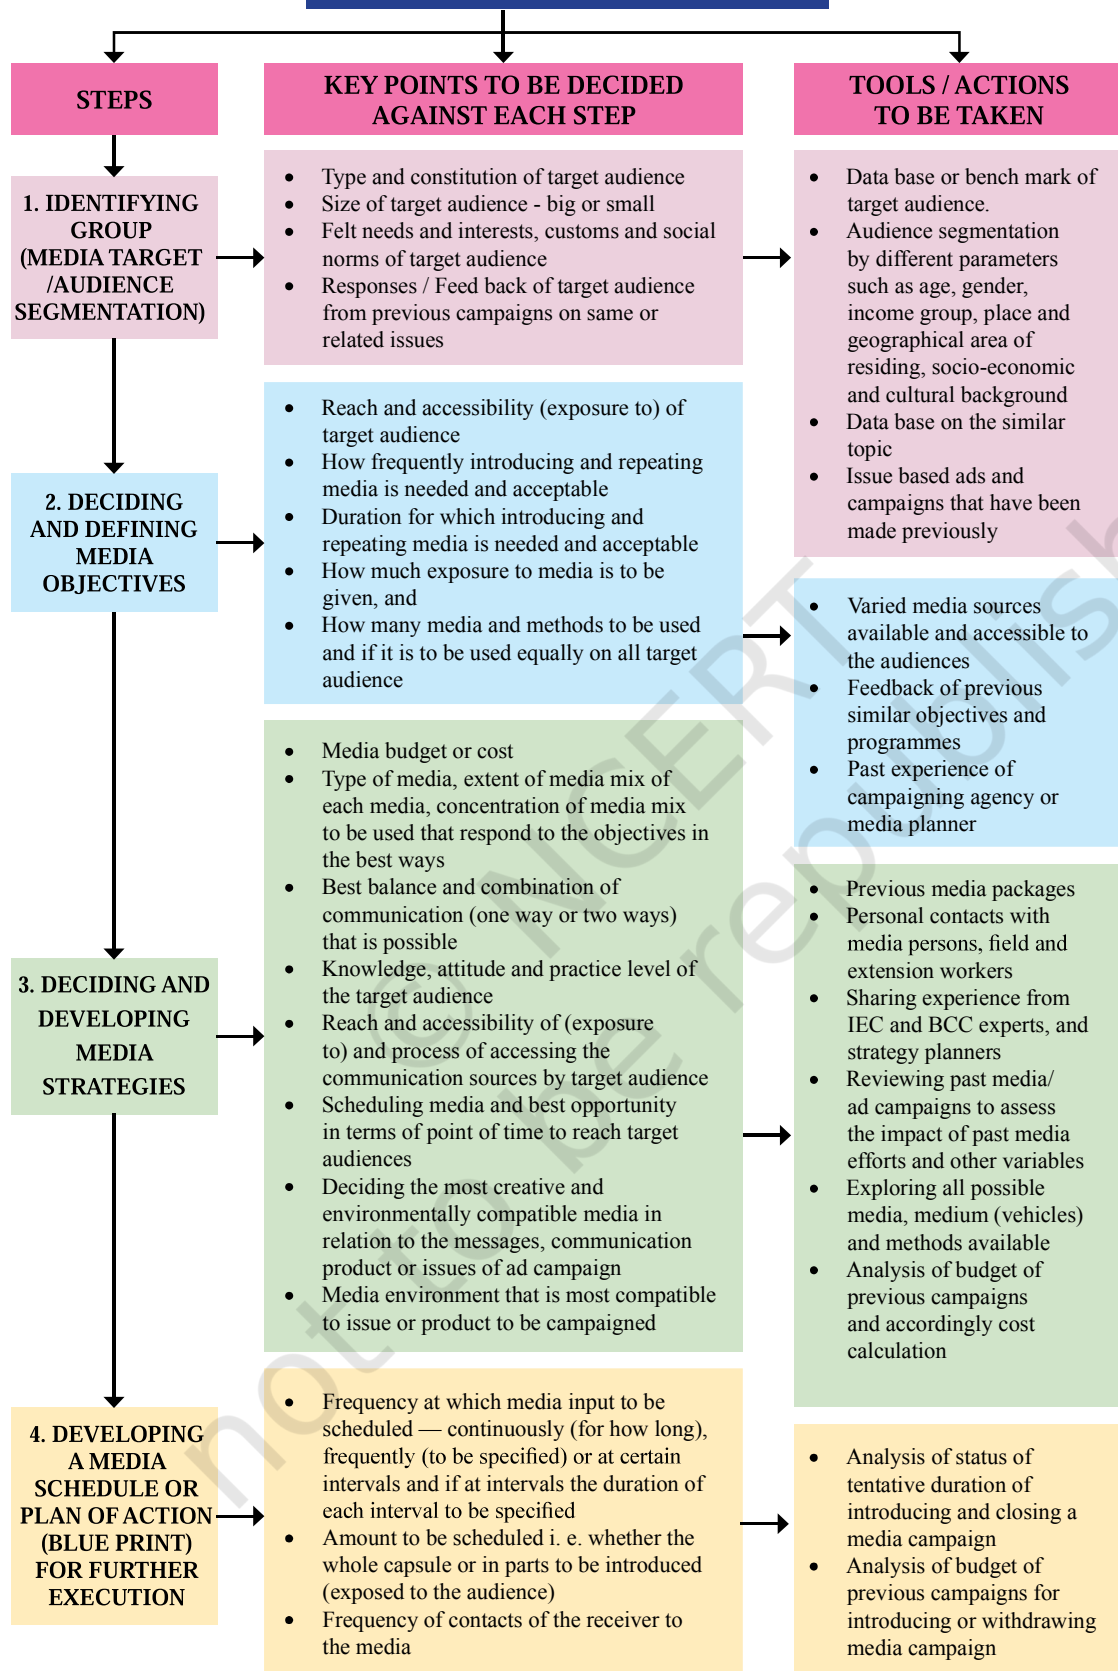 STEPS
KEY POINTS TO BE DECIDED
AGAINST EACH STEP
TOOLS / ACTIONS
TO BE TAKEN
1. IDENTIFYING
GROUP
(MEDIA TARGET
/AUDIENCE
SEGMENTATION)
• Type and constitution of target audience
• Size of target audience - big or small
• Felt needs and interests, customs and social
norms of target audience
• Responses / Feed back of target audience
from previous campaigns on same or
related issues
• Data base or bench mark of
target audience.
• Audience segmentation
by different parameters
such as age, gender,
income group, place and
geographical area of
residing, socio-economic
and cultural background
• Data base on the similar
topic
• Issue based ads and
campaigns that have been
made previously
2. DECIDING
AND DEFINING
MEDIA
OBJECTIVES
• Reach and accessibility (exposure to) of
target audience
• How frequently introducing and repeating
media is needed and acceptable
• Duration for which introducing and
repeating media is needed and acceptable
• How much exposure to media is to be
given, and
• How many media and methods to be used
and if it is to be used equally on all target
audience
• Varied media sources
available and accessible to
the audiences
• Feedback of previous
similar objectives and
programmes
• Past experience of
campaigning agency or
media planner
3. DECIDING AND
DEVELOPING
MEDIA
STRATEGIES
• Media budget or cost
• Type of media, extent of media mix of
each media, concentration of media mix
to be used that respond to the objectives in
the best ways
• Best balance and combination of
communication (one way or two ways)
that is possible
• Knowledge, attitude and practice level of
the target audience
• Reach and accessibility of (exposure
to) and process of accessing the
communication sources by target audience
• Scheduling media and best opportunity
in terms of point of time to reach target
audiences
• Deciding the most creative and
environmentally compatible media in
relation to the messages, communication
product or issues of ad campaign
• Media environment that is most compatible
to issue or product to be campaigned
• Previous media packages
• Personal contacts with
media persons, field and
extension workers
• Sharing experience from
IEC and BCC experts, and
strategy planners
• Reviewing past media/
ad campaigns to assess
the impact of past media
efforts and other variables
• Exploring all possible
media, medium (vehicles)
and methods available
• Analysis of budget of
previous campaigns
and accordingly cost
calculation
4. DEVELOPING
A MEDIA
SCHEDULE OR
PLAN OF ACTION
(BLUE PRINT)
FOR FURTHER
EXECUTION
• Frequency at which media input to be
scheduled — continuously (for how long),
frequently (to be specified) or at certain
intervals and if at intervals the duration of
each interval to be specified
• Amount to be scheduled i. e. whether the
whole capsule or in parts to be introduced
(exposed to the audience)
• Frequency of contacts of the receiver to
the media
• Analysis of status of
tentative duration of
introducing and closing a
media campaign
• Analysis of budget of
previous campaigns for
introducing or withdrawing
media campaign
© NCERT
not to be republish